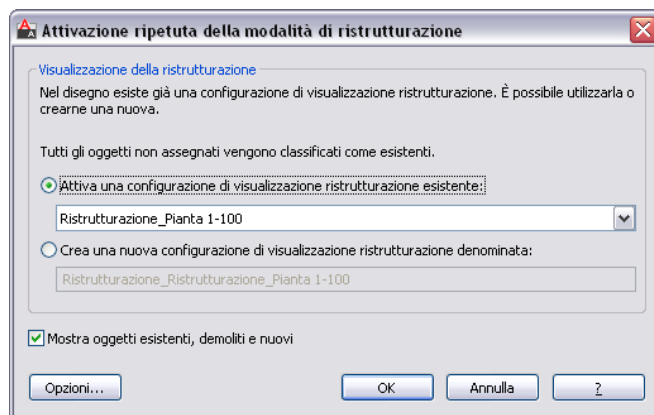 Attivazione ripetuta della modalità di ristrutturazione
Visualizzazione della ristrutturazione
Nel disegno esiste già una configurazione di visualizzazione ristrutturazione. È possibile utilizzarla o
crearne una nuova.
Tutti gli oggetti non assegnati vengono classificati come esistenti.
Attiva una configurazione di visualizzazione ristrutturazione esistente:
Ristrutturazione_Pianta 1-100
Crea una nuova configurazione di visualizzazione ristrutturazione denominata:
Ristrutturazione_Ristrutturazione_Pianta 1-100
Mostra oggetti esistenti, demoliti e nuovi
Opzioni... OK Annulla ?